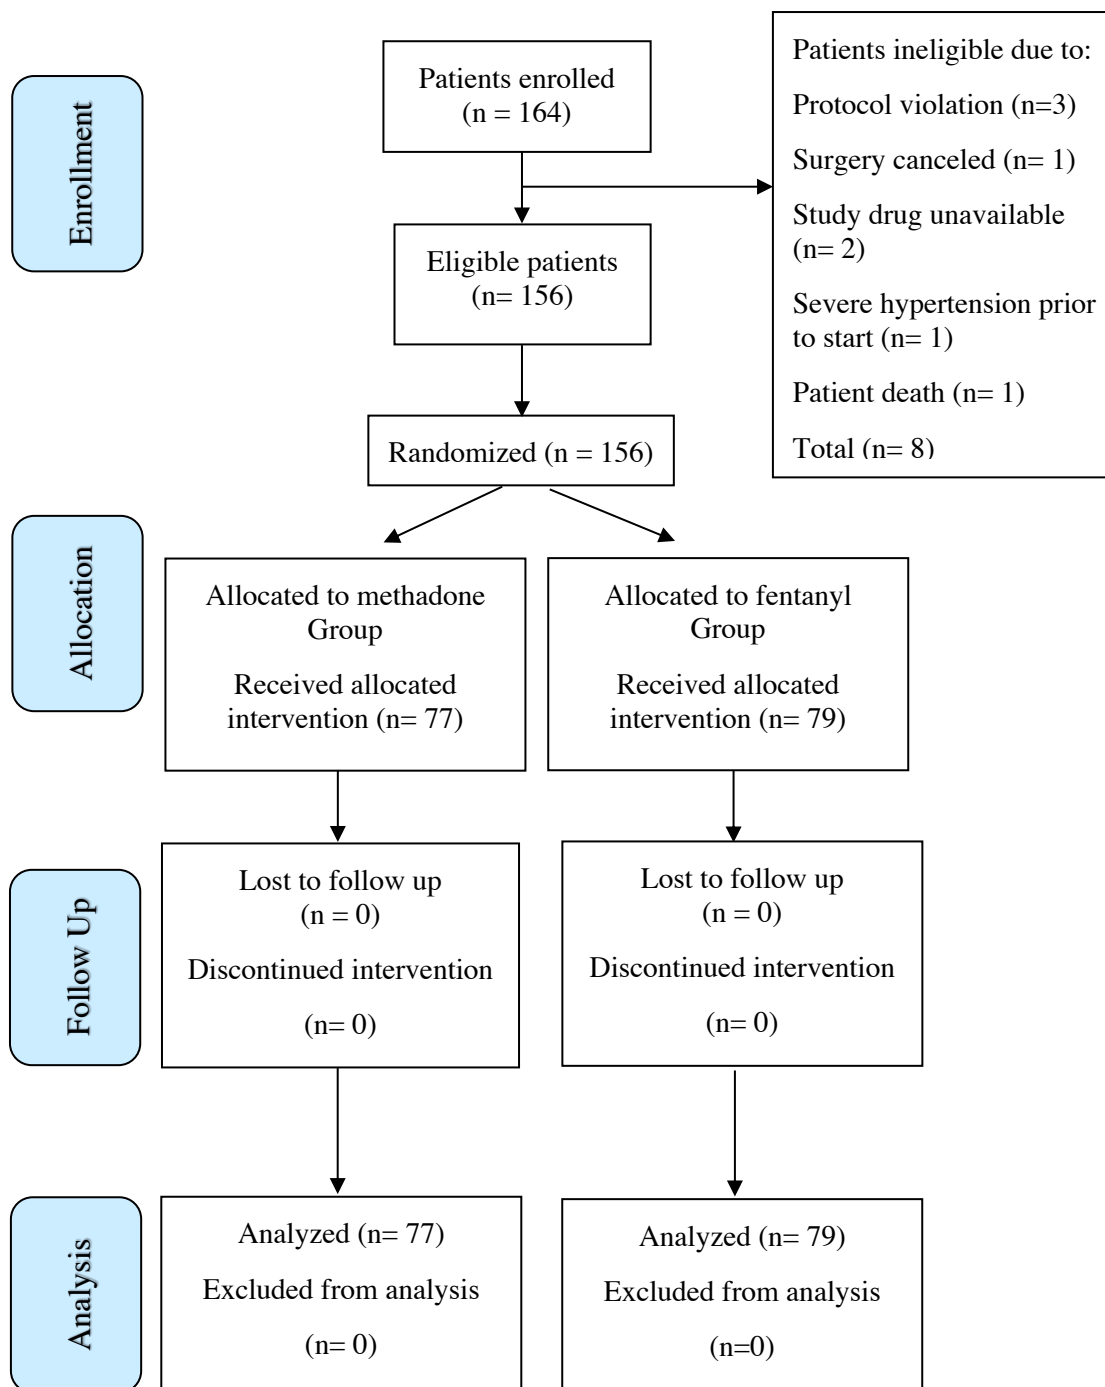 Enrollment
Patients enrolled
(n = 164)
Patients ineligible due to:
Protocol violation (n=3)
Surgery canceled (n= 1)
Study drug unavailable
(n= 2)
Severe hypertension prior
to start (n= 1)
Patient death (n= 1)
Total (n= 8)
Eligible patients
(n= 156)
Randomized (n = 156)
Allocation
Allocated to methadone
Group
Received allocated
intervention (n= 77)
Allocated to fentanyl
Group
Received allocated
intervention (n= 79)
Follow Up
Lost to follow up
(n = 0)
Discontinued intervention
(n= 0)
Lost to follow up
(n = 0)
Discontinued intervention
(n= 0)
Analysis
Analyzed (n= 77)
Excluded from analysis
(n= 0)
Analyzed (n= 79)
Excluded from analysis
(n=0)